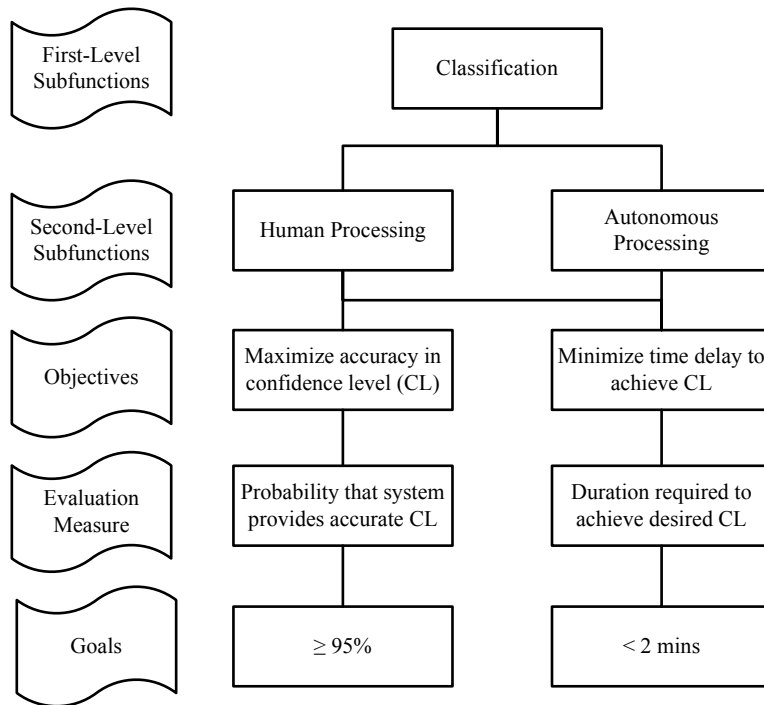 First-Level
Subfunctions
Classification
Second-Level
Subfunctions
Human Processing
Autonomous
Processing
Objectives
Maximize accuracy in
confidence level (CL)
Minimize time delay to
achieve CL
Evaluation
Measure
Probability that system
provides accurate CL
Duration required to
achieve desired CL
Goals
≥ 95%
< 2 mins